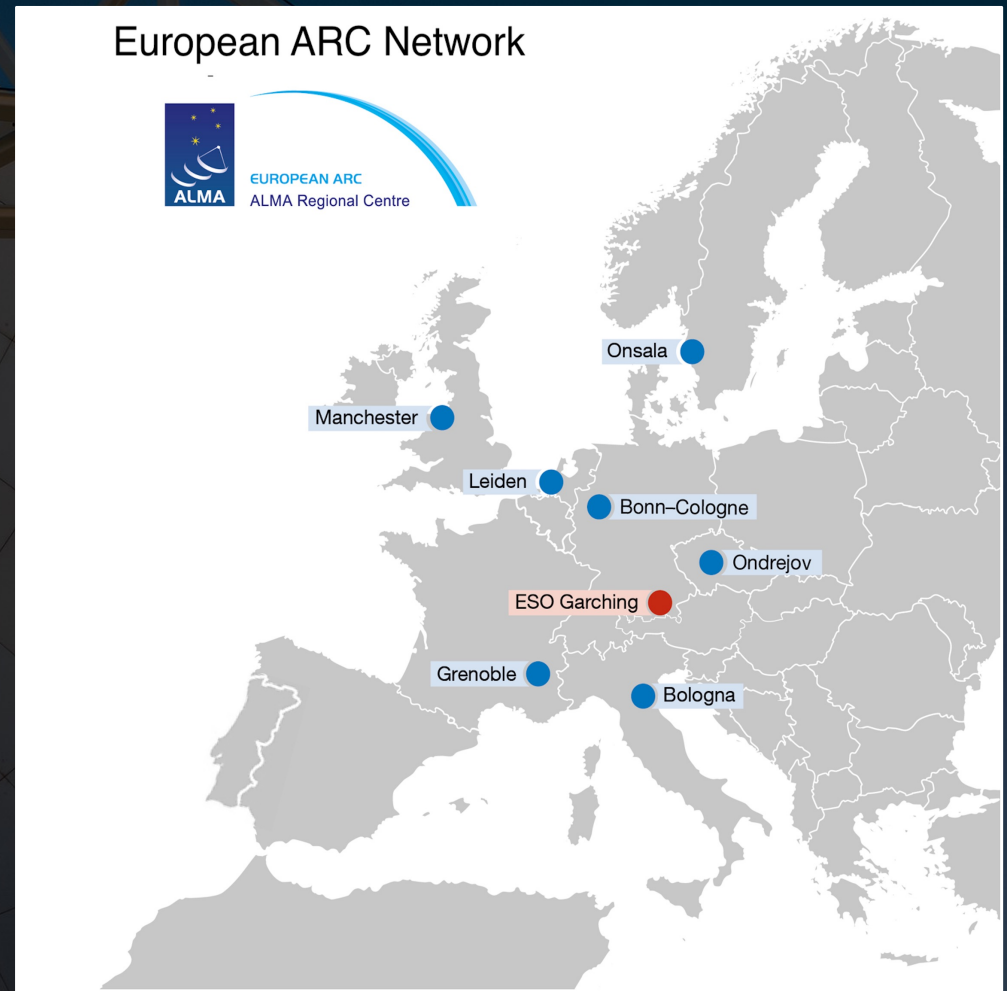 European ARC Network
EUROPEAN ARC
ALMA
ALMA Regional Centre
Onsala
Manchester
Leiden
Bonn–Cologne
Ondrejov
ESO Garching
Grenoble
Bologna